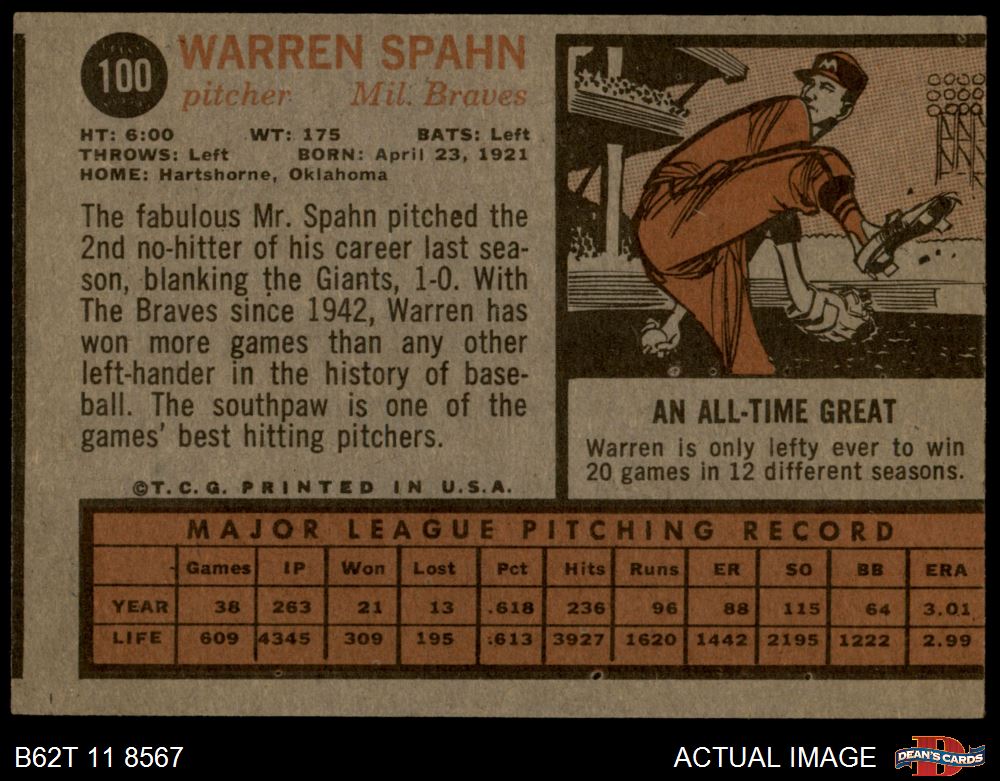 100
WARREN SPAHN
pitcher Mil. Braves
HT: 6:00 WT: 175 BATS: Left
THROWS: Left BORN: April 23, 1921
HOME: Hartshorne, Oklahoma
The fabulous Mr. Spahn pitched the
2nd no-hitter of his career last sea-
son, blanking the Giants, 1-0. With
The Braves since 1942, Warren has
won more games than any other
left-hander in the history of base-
ball. The southpaw is one of the
games' best hitting pitchers.
©T.C.G. PRINTED IN U.S.A.
M
AN ALL-TIME GREAT
Warren is only lefty ever to win
20 games in 12 different seasons.
MAJOR LEAGUE PITCHING RECORD
Games IP Won Lost Pct Hits Runs ER SO BB ERA
YEAR 38 263 21 13 .618 236 96 88 115 64 3.01
LIFE 609 4345 309 195 .613 3927 1620 1442 2195 1222 2.99
B62T 11 8567
ACTUAL IMAGE
D
DEAN'S CARDS